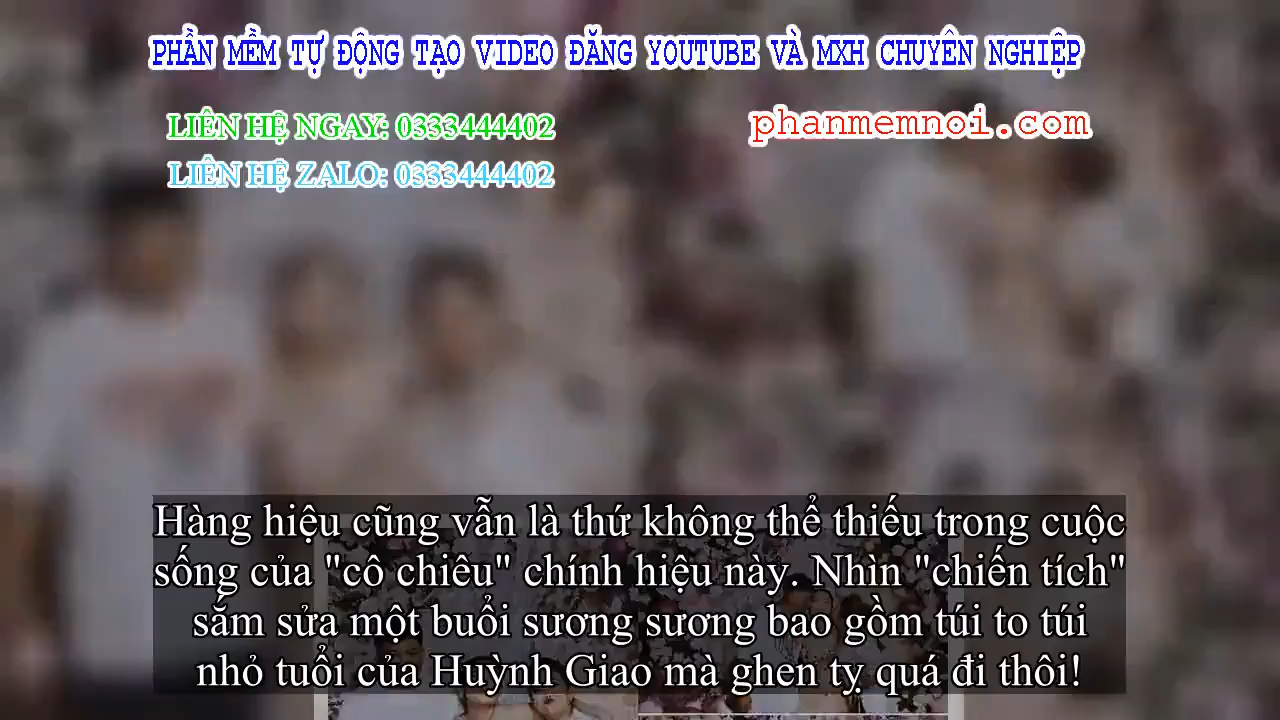 PHẦN MỀM TỰ ĐỘNG TẠO VIDEO ĐĂNG YOUTUBE VÀ MXH CHUYÊN NGHIỆP
LIÊN HỆ NGAY: 0333444402
phanmemnoi.com
LIÊN HỆ ZALO: 0333444402
Hàng hiệu cũng vẫn là thứ không thể thiếu trong cuộc
sống của "cô chiêu" chính hiệu này. Nhìn "chiến tích"
sắm sửa một buổi sương sương bao gồm túi to túi
nhỏ tuổi của Huỳnh Giao mà ghen tỵ quá đi thôi!